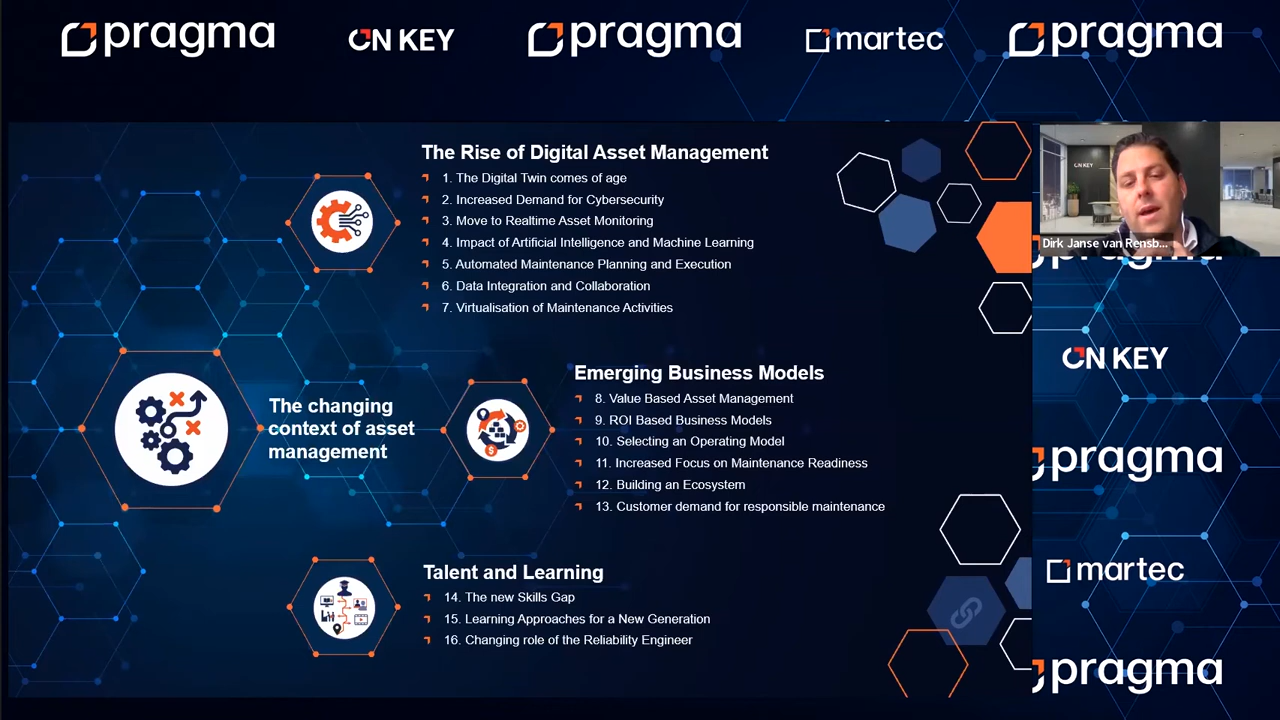 pragma
ON KEY
pragma
martec
pragma
The Rise of Digital Asset Management
1. The Digital Twin comes of age
2. Increased Demand for Cybersecurity
3. Move to Realtime Asset Monitoring
4. Impact of Artificial Intelligence and Machine Learning
5. Automated Maintenance Planning and Execution
6. Data Integration and Collaboration
7. Virtualisation of Maintenance Activities
ON KEY
Dirk Janse van Rensb...
pragma
The changing
context of asset
management
Emerging Business Models
8. Value Based Asset Management
9. ROI Based Business Models
10. Selecting an Operating Model
11. Increased Focus on Maintenance Readiness
12. Building an Ecosystem
13. Customer demand for responsible maintenance
ON KEY
pragma
Talent and Learning
14. The new Skills Gap
15. Learning Approaches for a New Generation
16. Changing role of the Reliability Engineer
martec
pragma